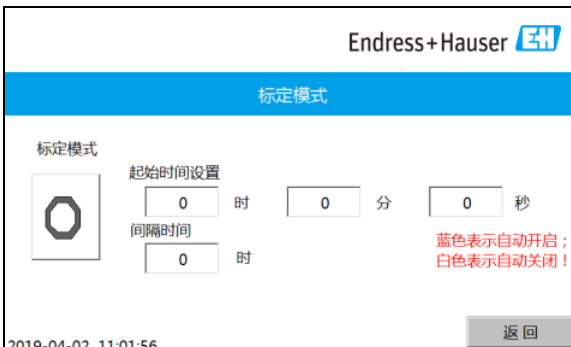 Endress+Hauser EH
标定模式
标定模式
起始时间设置
0 时 0 分 0 秒
间隔时间
0 时
蓝色表示自动开启；
白色表示自动关闭！
返回
2019-04-02 11:01:56